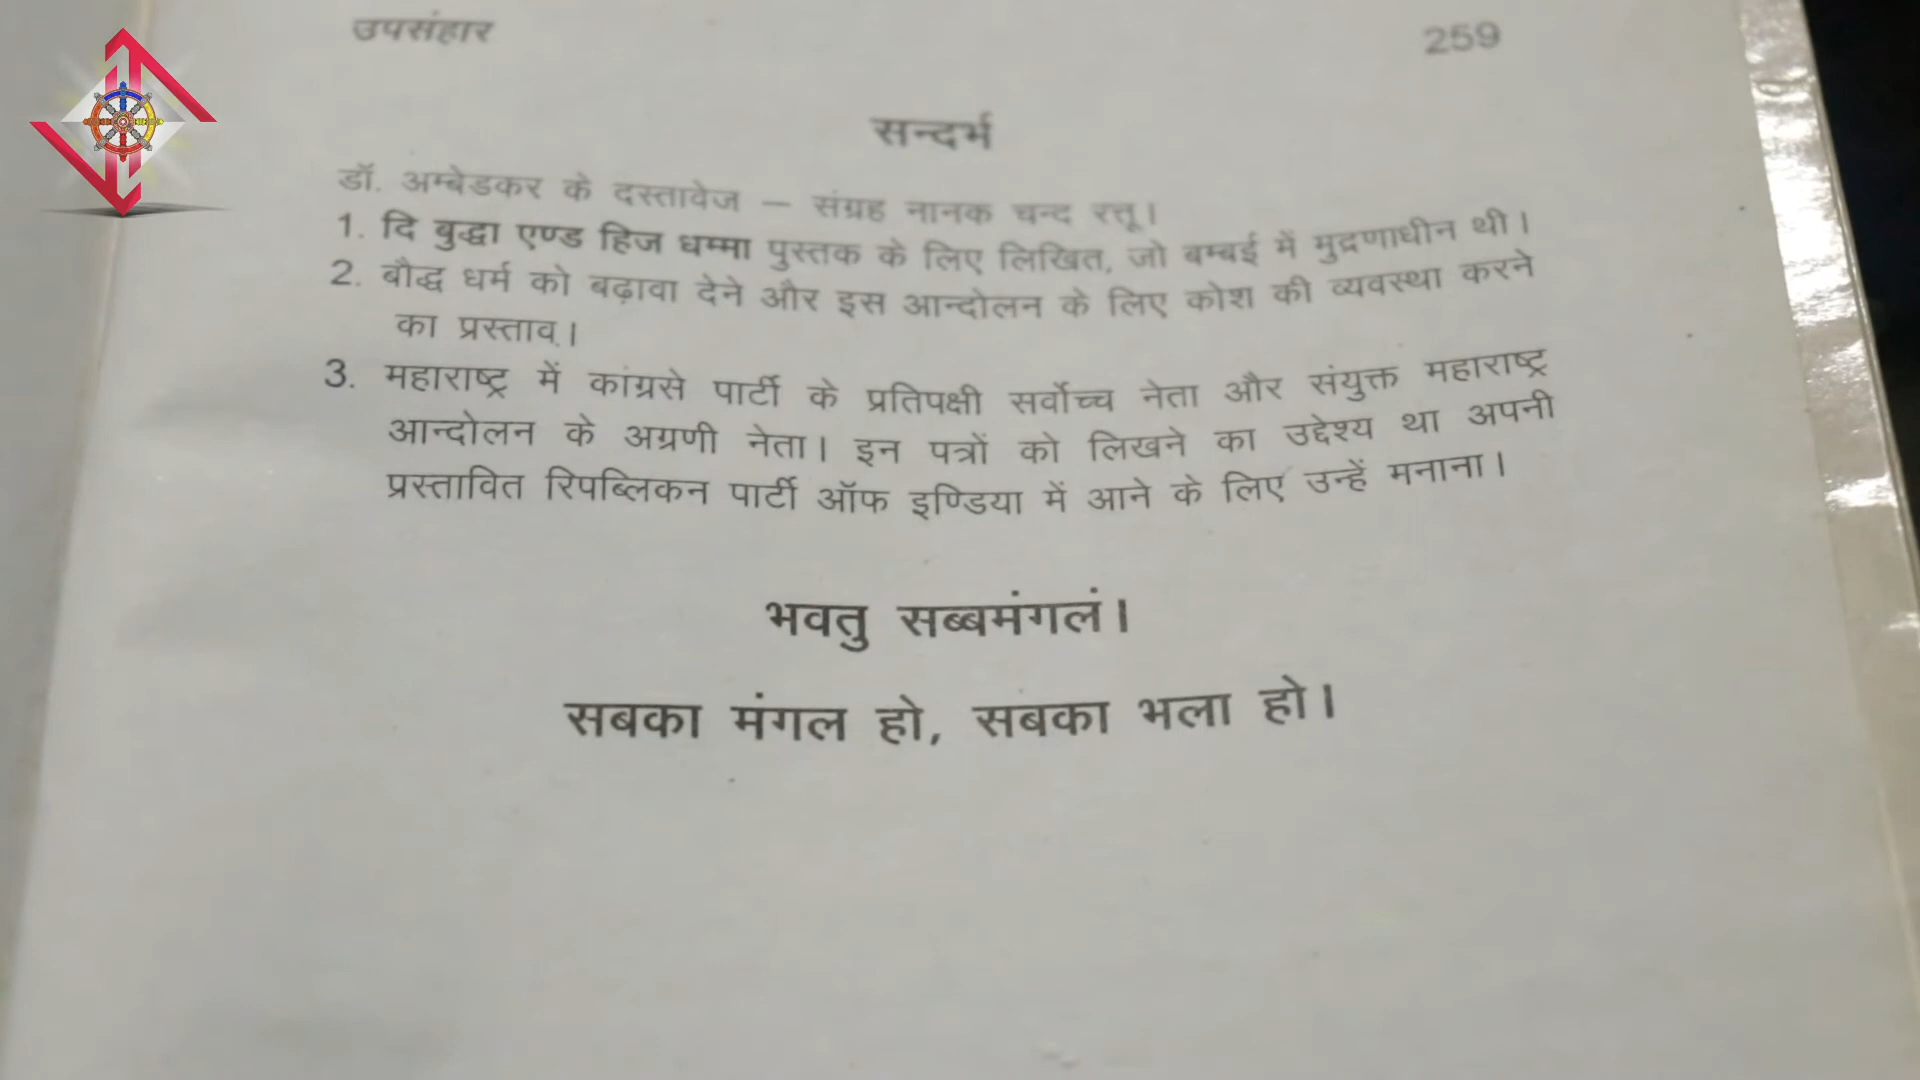 उपसंहार 259
सन्दर्भ
डॉ. अम्बेडकर के दस्तावेज – संग्रह नानक चन्द रत्तू।
1. दि बुद्धा एण्ड हिज धम्मा पुस्तक के लिए लिखित, जो बम्बई में मुद्रणाधीन थी।
2. बौद्ध धर्म को बढ़ावा देने और इस आन्दोलन के लिए कोश की व्यवस्था करने
का प्रस्ताव।
3. महाराष्ट्र में कांग्रसे पार्टी के प्रतिपक्षी सर्वोच्च नेता और संयुक्त महाराष्ट्र
आन्दोलन के अग्रणी नेता। इन पत्रों को लिखने का उद्देश्य था अपनी
प्रस्तावित रिपब्लिकन पार्टी ऑफ इण्डिया में आने के लिए उन्हें मनाना।
भवतु सब्बमंगलं।
सबका मंगल हो, सबका भला हो।